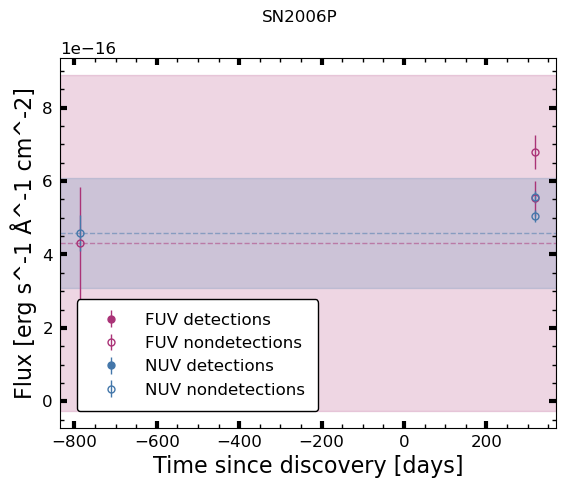 SN2006P
1e−16
8
6
4
2
0
Flux [erg s^-1 Å^-1 cm^-2]
FUV detections
FUV nondetections
NUV detections
NUV nondetections
−800 −600 −400 −200 0 200
Time since discovery [days]